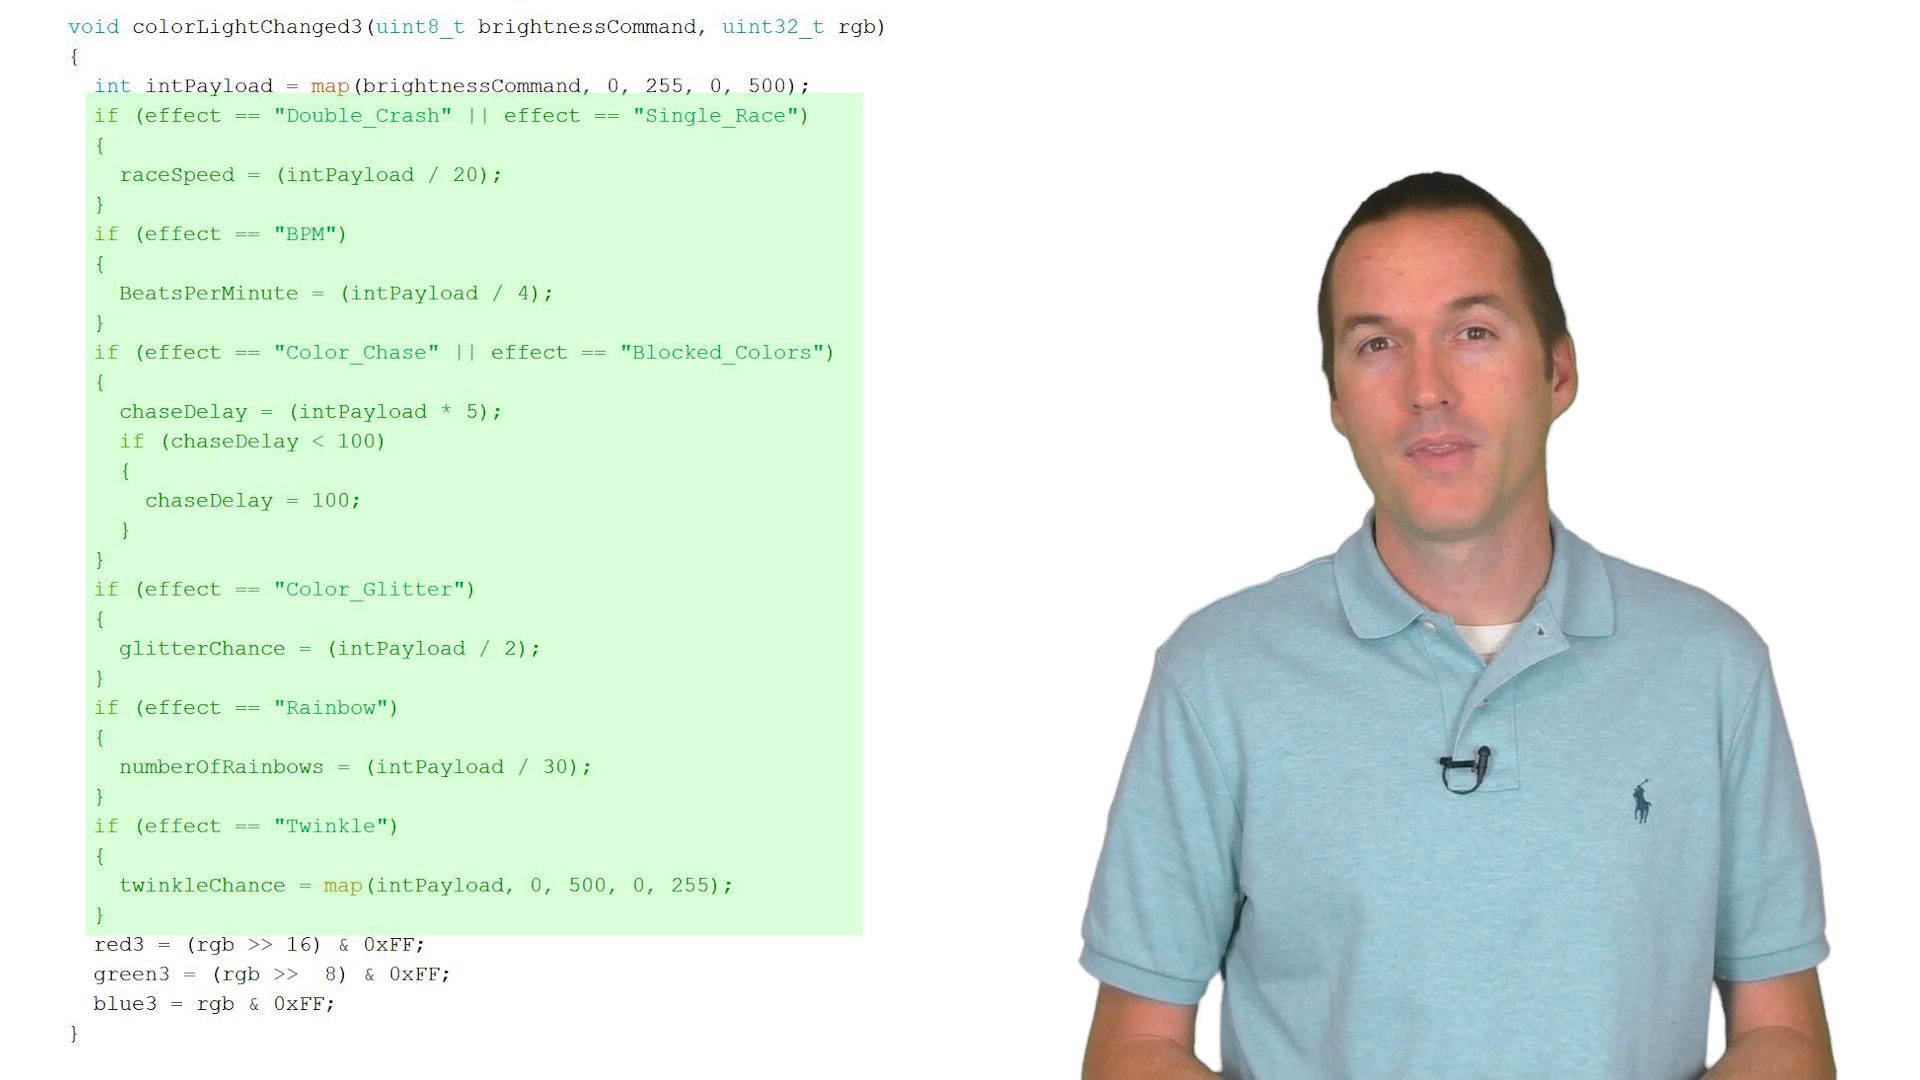 void colorLightChanged3(uint8_t brightnessCommand, uint32_t rgb)
{
  int intPayload = map(brightnessCommand, 0, 255, 0, 500);
  if (effect == "Double_Crash" || effect == "Single_Race")
  {
    raceSpeed = (intPayload / 20);
  }
  if (effect == "BPM")
  {
    BeatsPerMinute = (intPayload / 4);
  }
  if (effect == "Color_Chase" || effect == "Blocked_Colors")
  {
    chaseDelay = (intPayload * 5);
    if (chaseDelay < 100)
    {
      chaseDelay = 100;
    }
  }
  if (effect == "Color_Glitter")
  {
    glitterChance = (intPayload / 2);
  }
  if (effect == "Rainbow")
  {
    numberOfRainbows = (intPayload / 30);
  }
  if (effect == "Twinkle")
  {
    twinkleChance = map(intPayload, 0, 500, 0, 255);
  }
  red3 = (rgb >> 16) & 0xFF;
  green3 = (rgb >>  8) & 0xFF;
  blue3 = rgb & 0xFF;
}